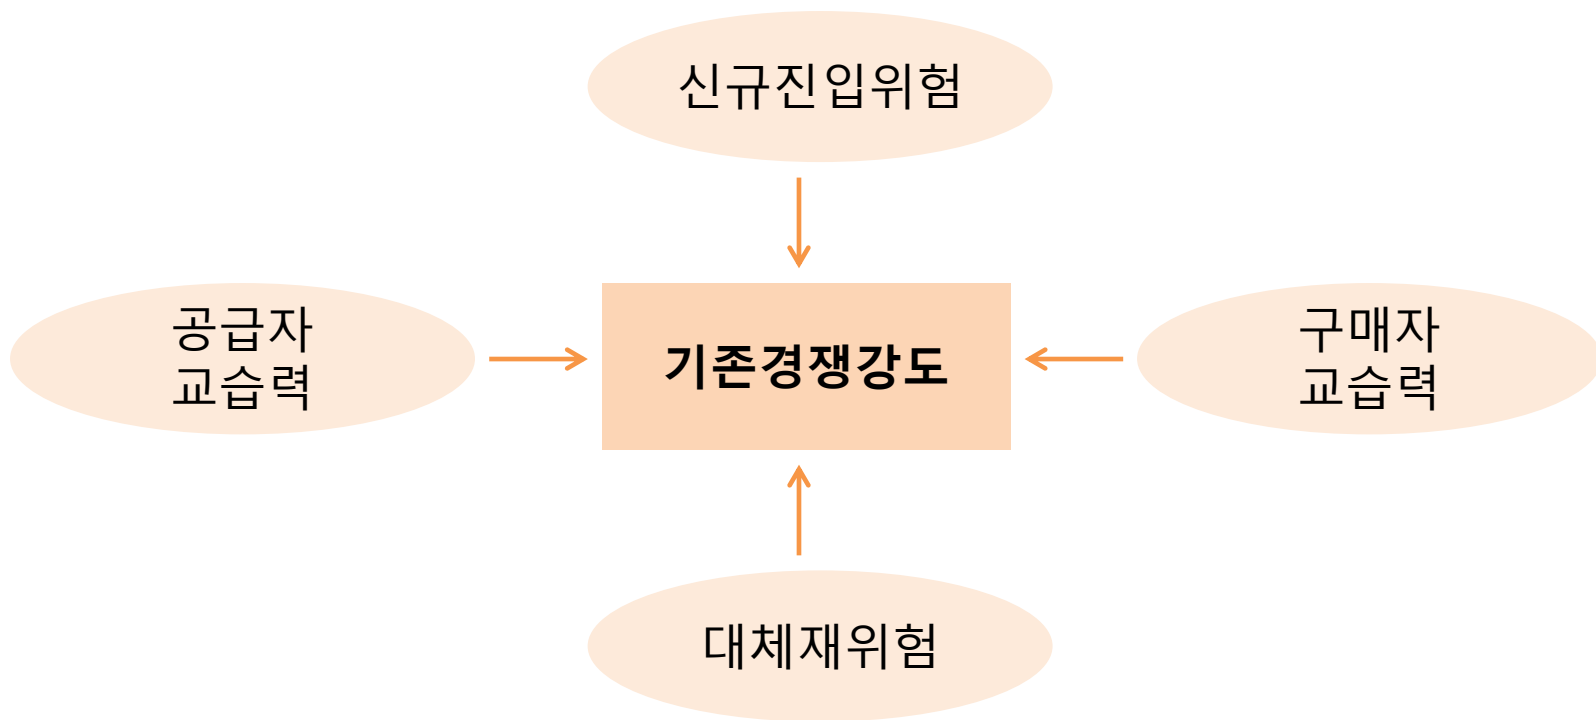 신규진입위험
공급자
교습력
기존경쟁강도
구매자
교습력
대체재위험